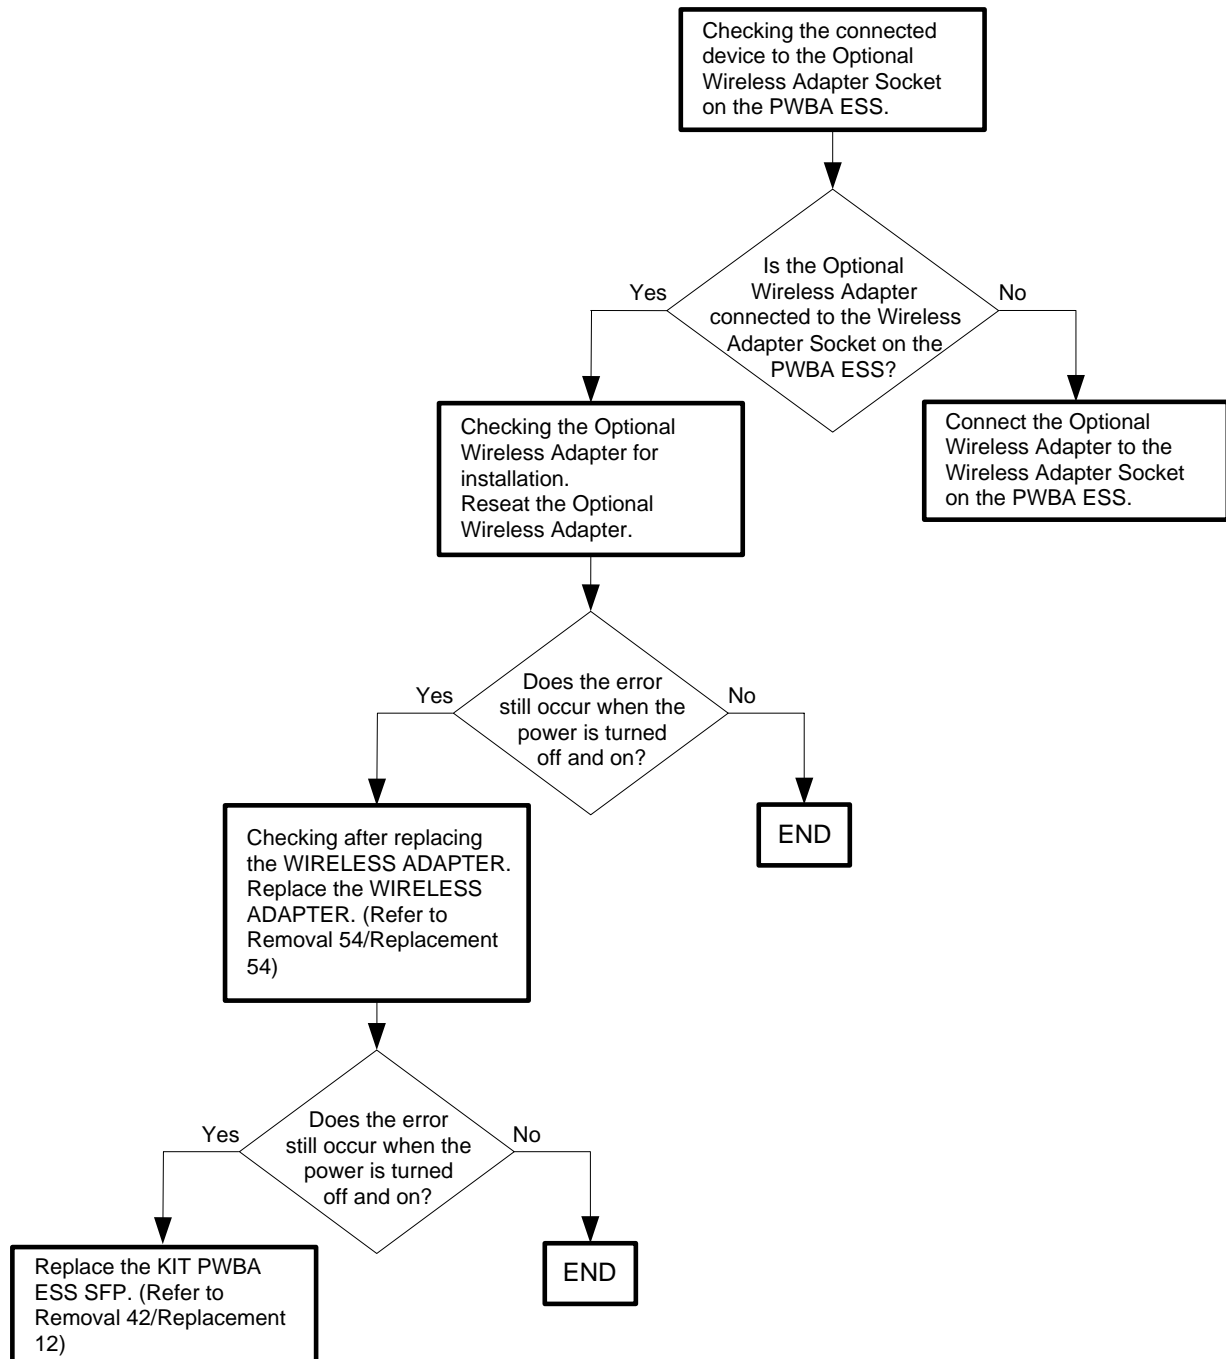 Checking the connected
device to the Optional
Wireless Adapter Socket
on the PWBA ESS.
Is the Optional
Wireless Adapter
connected to the Wireless
Adapter Socket on the
PWBA ESS?
Yes
No
Checking the Optional
Wireless Adapter for
installation.
Reseat the Optional
Wireless Adapter.
Connect the Optional
Wireless Adapter to the
Wireless Adapter Socket
on the PWBA ESS.
Does the error
still occur when the
power is turned
off and on?
Yes
No
Checking after replacing
the WIRELESS ADAPTER.
Replace the WIRELESS
ADAPTER. (Refer to
Removal 54/Replacement
54)
END
Does the error
still occur when the
power is turned
off and on?
Yes
No
Replace the KIT PWBA
ESS SFP. (Refer to
Removal 42/Replacement
12)
END